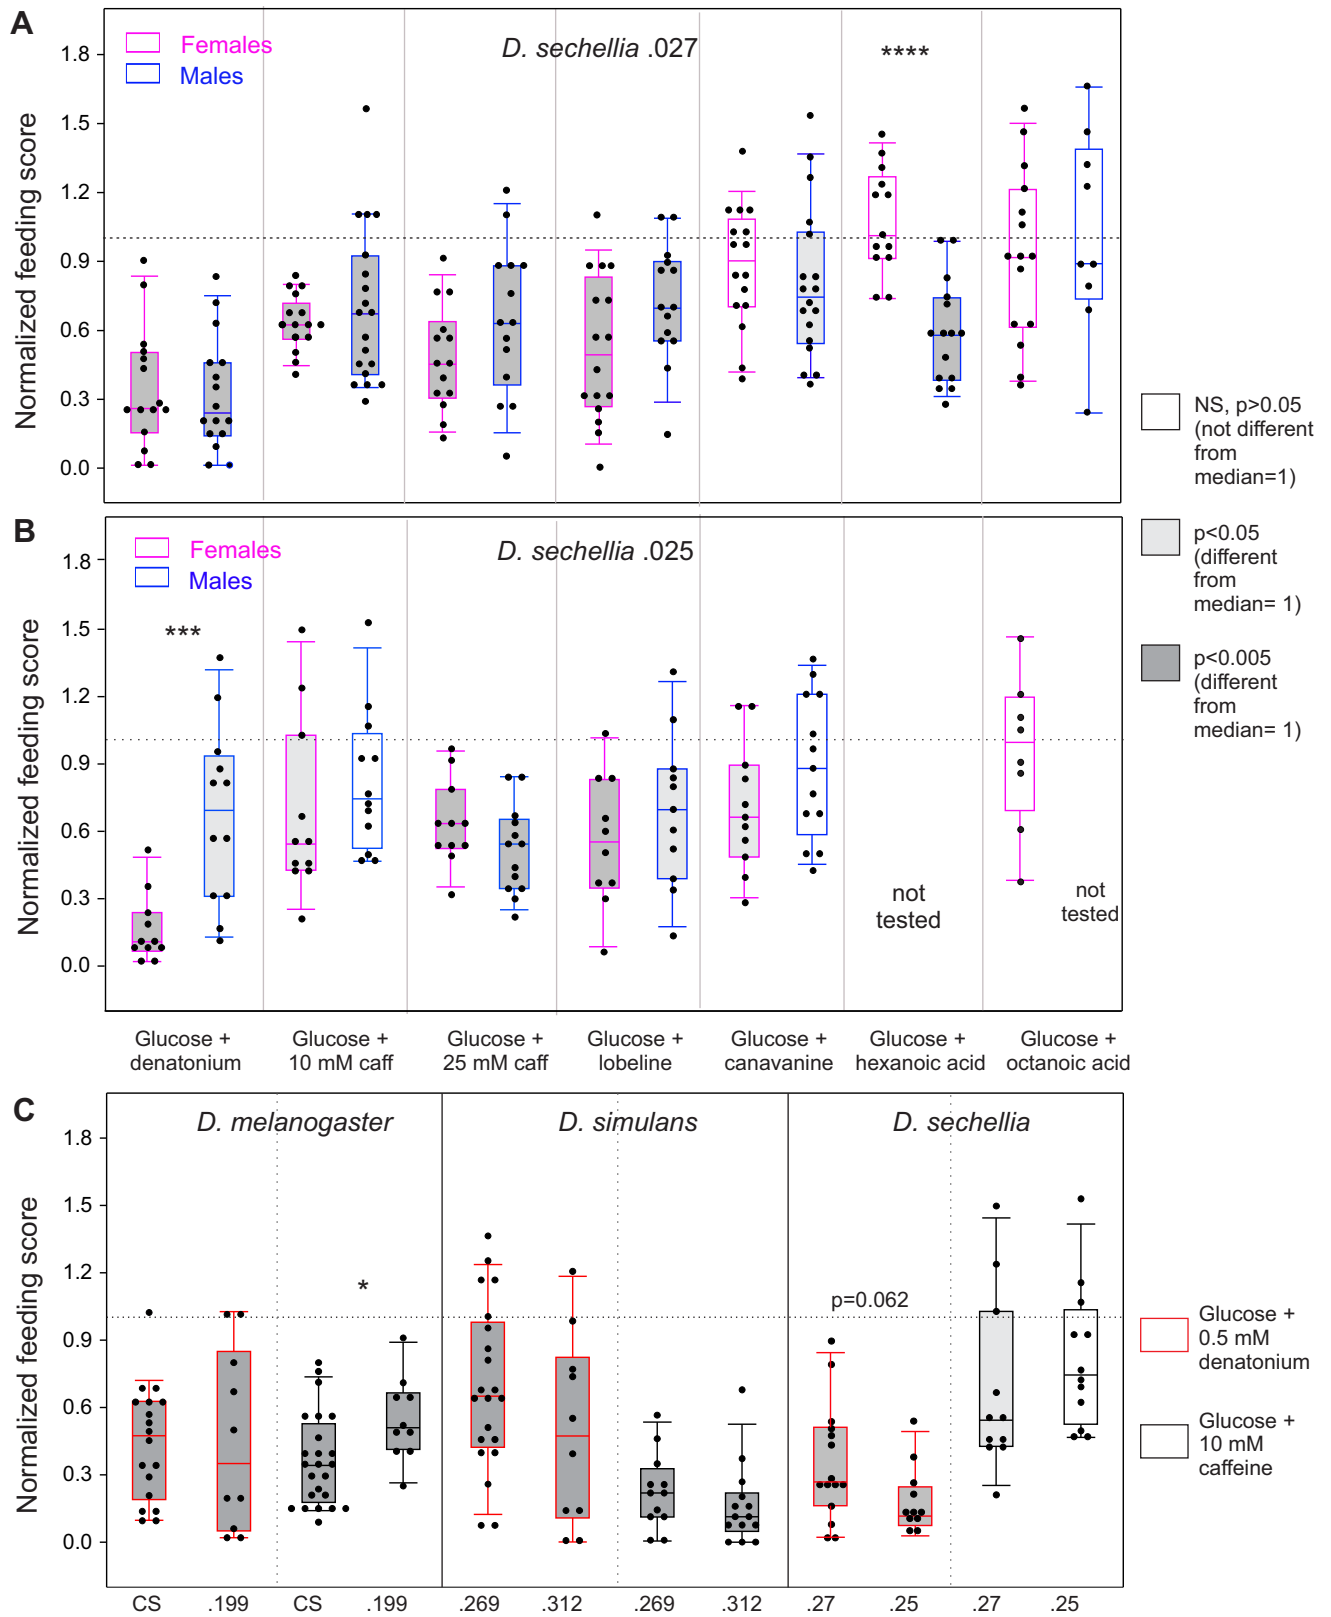 A
Females
Males
D. sechellia .027
****
Normalized feeding score
1.8
1.5
1.2
0.9
0.6
0.3
0.0
NS, p>0.05
(not different
from
median=1)
p<0.05
(different
from
median= 1)
p<0.005
(different
from
median= 1)
B
Females
Males
D. sechellia .025
***
Normalized feeding score
1.8
1.5
1.2
0.9
0.6
0.3
0.0
not
tested
not
tested
Glucose +
denatonium
Glucose +
10 mM caff
Glucose +
25 mM caff
Glucose +
lobeline
Glucose +
canavanine
Glucose +
hexanoic acid
Glucose +
octanoic acid
C
D. melanogaster
D. simulans
D. sechellia
*
p=0.062
Normalized feeding score
1.8
1.5
1.2
0.9
0.6
0.3
0.0
CS .199 CS .199 .269 .312 .269 .312 .27 .25 .27 .25
Glucose +
0.5 mM
denatonium
Glucose +
10 mM
caffeine